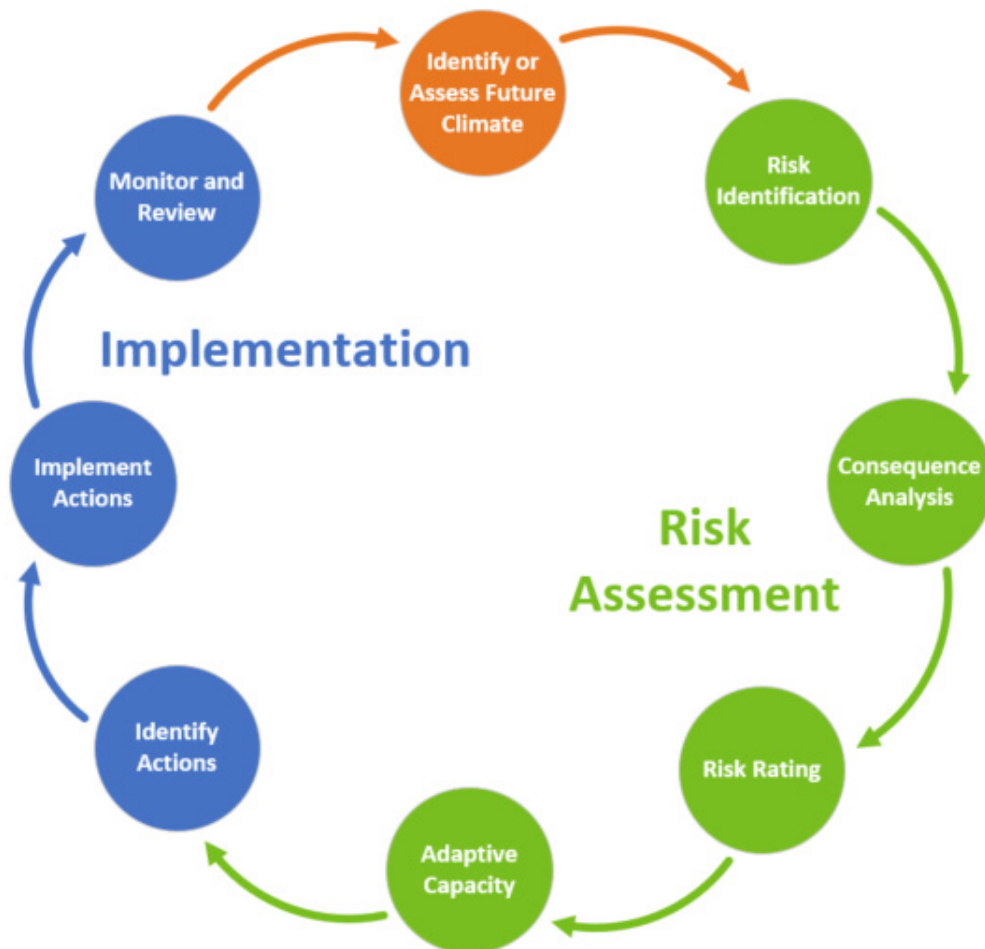 Identify or
Assess Future
Climate
Risk
Identification
Consequence
Analysis
Risk
Assessment
Risk Rating
Adaptive
Capacity
Identify
Actions
Implement
Actions
Implementation
Monitor and
Review